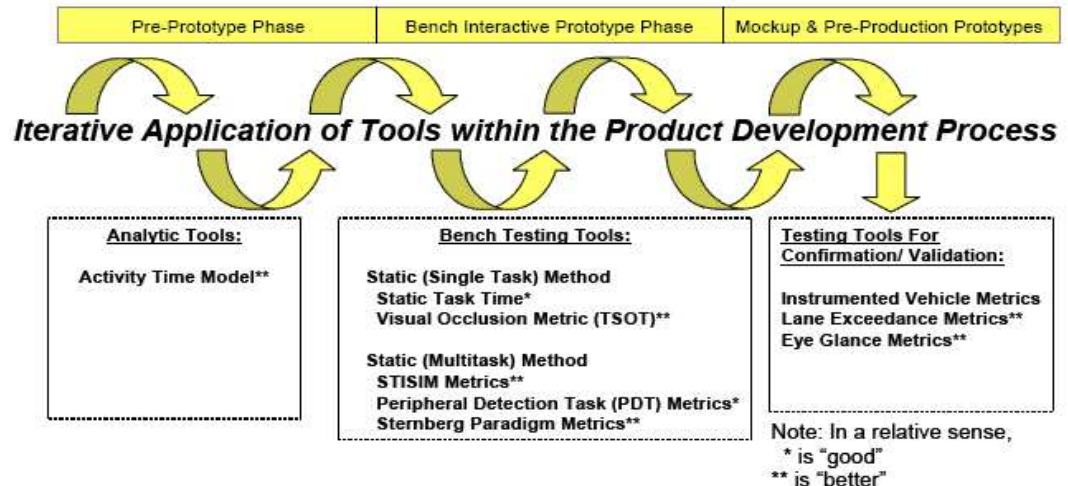 Pre-Prototype Phase
Bench Interactive Prototype Phase
Mockup & Pre-Production Prototypes
Iterative Application of Tools within the Product Development Process
Analytic Tools:
Activity Time Model**
Bench Testing Tools:
Static (Single Task) Method
Static Task Time*
Visual Occlusion Metric (TSOT)**
Static (Multitask) Method
STISIM Metrics**
Peripheral Detection Task (PDT) Metrics*
Sternberg Paradigm Metrics**
Testing Tools For
Confirmation/ Validation:
Instrumented Vehicle Metrics
Lane Exceedance Metrics**
Eye Glance Metrics**
Note: In a relative sense,
* is “good”
** is “better”